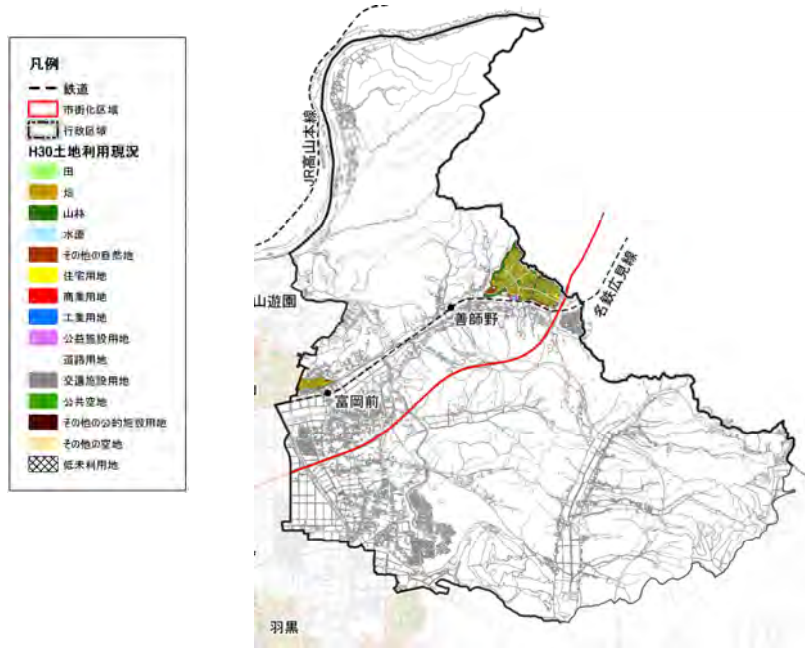 凡例
鉄道
市街化区域
行政区域
H30土地利用現況
田
畑
山林
水面
その他の自然地
住宅用地
商業用地
工業用地
公益施設用地
道路用地
交通施設用地
公共空地
その他の公的施設用地
その他の空地
低未利用地
JR高山本線
名鉄広見線
山遊園
善師野
富岡前
羽黒